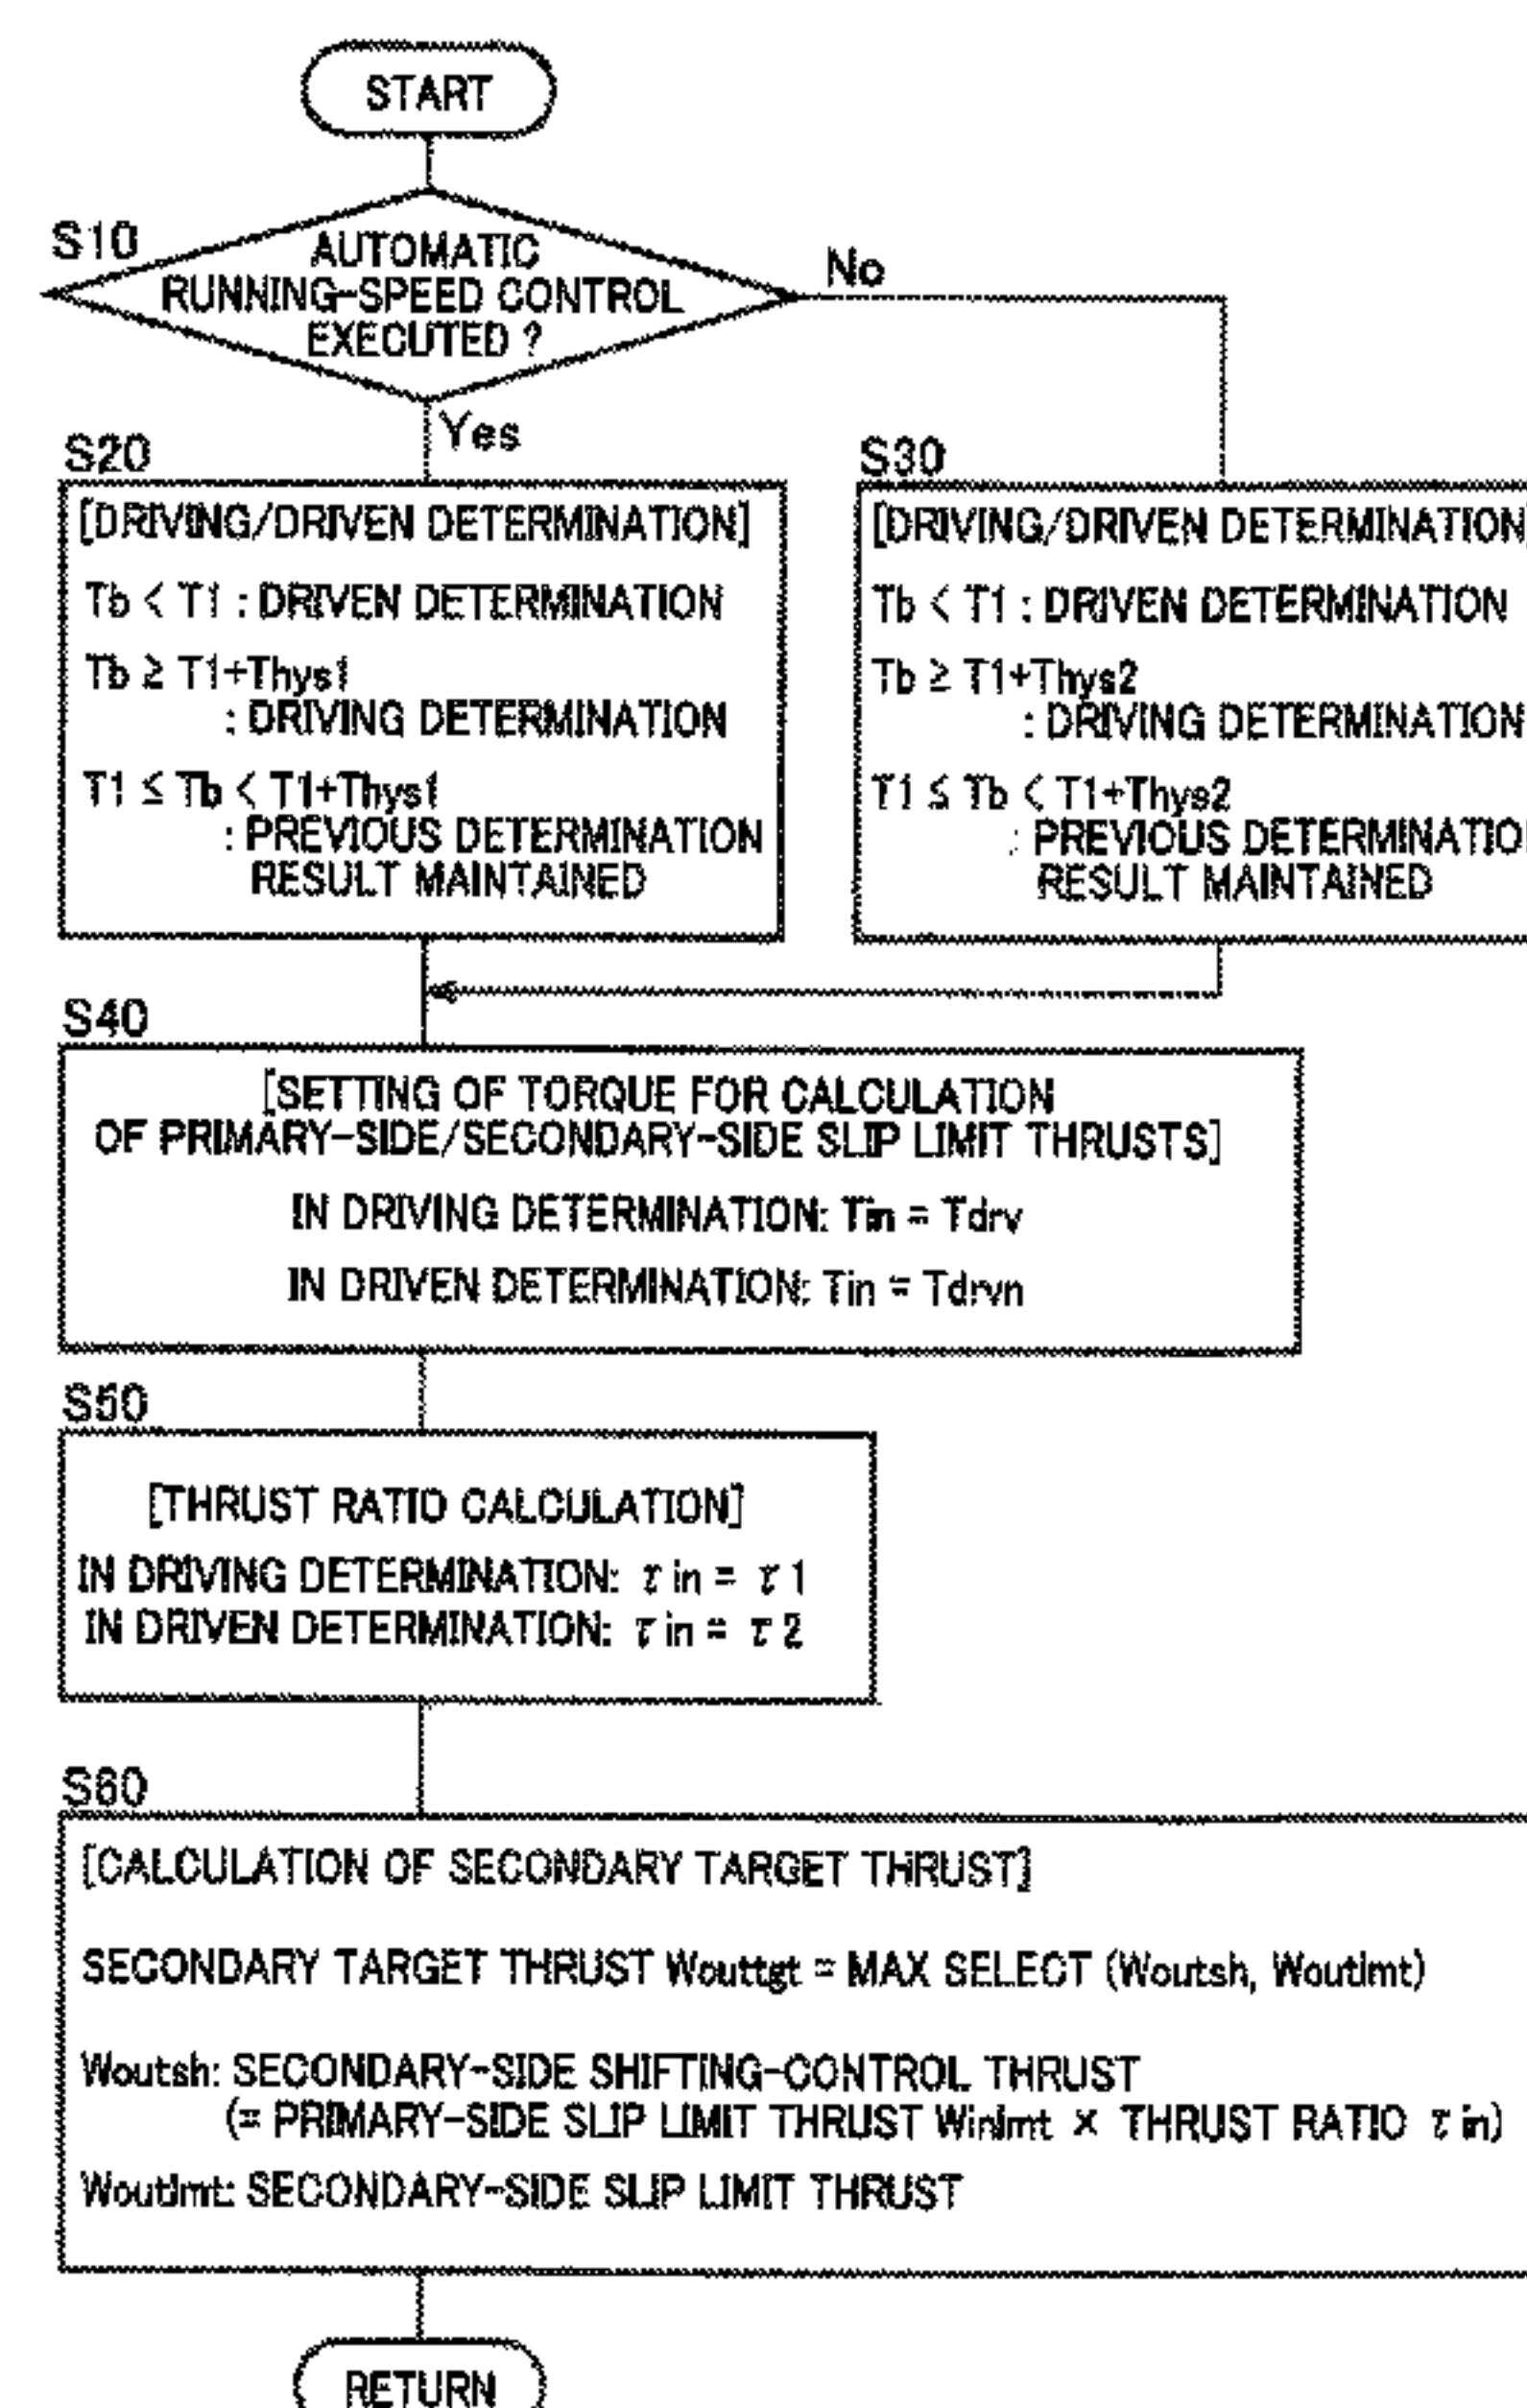 START
S10
AUTOMATIC
RUNNING-SPEED CONTROL
EXECUTED ?
No
Yes
S20
[DRIVING/DRIVEN DETERMINATION]
Tb < T1 : DRIVEN DETERMINATION
Tb ≥ T1+Thys1
: DRIVING DETERMINATION
T1 ≤ Tb < T1+Thys1
: PREVIOUS DETERMINATION
RESULT MAINTAINED
S30
[DRIVING/DRIVEN DETERMINATION]
Tb < T1 : DRIVEN DETERMINATION
Tb ≥ T1+Thys2
: DRIVING DETERMINATION
T1 ≤ Tb < T1+Thys2
: PREVIOUS DETERMINATIO
RESULT MAINTAINED
S40
[SETTING OF TORQUE FOR CALCULATION
OF PRIMARY-SIDE/SECONDARY-SIDE SLIP LIMIT THRUSTS]
IN DRIVING DETERMINATION: Tin = Tdrv
IN DRIVEN DETERMINATION: Tin = Tdrvn
S50
[THRUST RATIO CALCULATION]
IN DRIVING DETERMINATION: τ in = τ 1
IN DRIVEN DETERMINATION: τ in = τ 2
S60
[CALCULATION OF SECONDARY TARGET THRUST]
SECONDARY TARGET THRUST Wouttgt = MAX SELECT (Woutsh, Woutlmt)
Woutsh: SECONDARY-SIDE SHIFTING-CONTROL THRUST
(= PRIMARY-SIDE SLIP LIMIT THRUST Winlmt × THRUST RATIO τ in)
Woutlmt: SECONDARY-SIDE SLIP LIMIT THRUST
RETURN